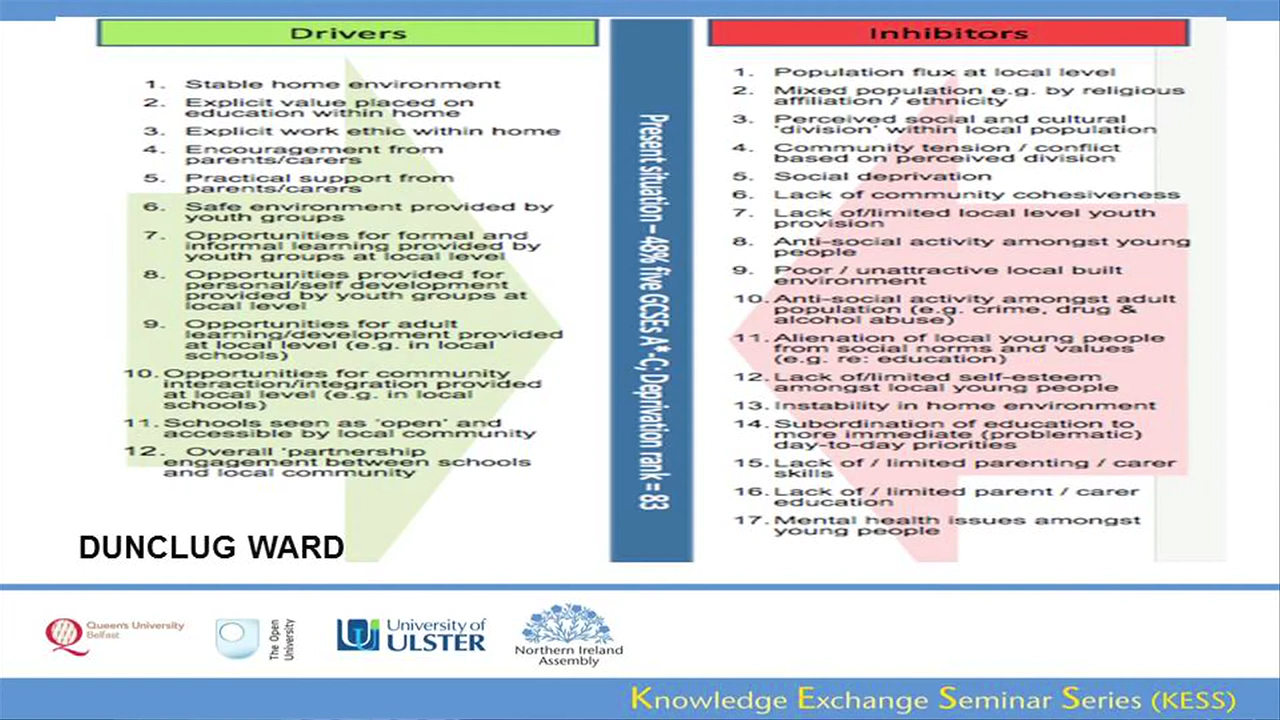 Drivers
1. Stable home environment
2. Explicit value placed on
education within home
3. Explicit work ethic within home
4. Encouragement from
parents/carers
5. Practical support from
parents/carers
6. Safe environment provided by
youth groups
7. Opportunities for formal and
informal learning provided by
youth groups at local level
8. Opportunities provided for
personal/self development
provided by youth groups at
local level
9. Opportunities for adult
learning/development provided
at local level (e.g. in local
schools)
10. Opportunities for community
interaction/integration provided
at local level (e.g. in local
schools)
11. Schools seen as 'open' and
accessible by local community
12. Overall 'partnership
engagement between schools
and local community
Present situation – 48% five GCSEs A*-C; Deprivation rank = 83
Inhibitors
1. Population flux at local level
2. Mixed population e.g. by religious
affiliation / ethnicity
3. Perceived social and cultural
'division' within local population
4. Community tension / conflict
based on perceived division
5. Social deprivation
6. Lack of community cohesiveness
7. Lack of/limited local level youth
provision
8. Anti-social activity amongst young
people
9. Poor / unattractive local built
environment
10. Anti-social activity amongst adult
population (e.g. crime, drug &
alcohol abuse)
11. Alienation of local young people
from social norms and values
(e.g. re: education)
12. Lack of/limited self-esteem
amongst local young people
13. Instability in home environment
14. Subordination of education to
more immediate (problematic)
day-to-day priorities
15. Lack of / limited parenting / carer
skills
16. Lack of / limited parent / carer
education
17. Mental health issues amongst
young people
DUNCLUG WARD
Queen's University
Belfast
The Open
University
University of
ULSTER
Northern Ireland
Assembly
Knowledge Exchange Seminar Series (KESS)